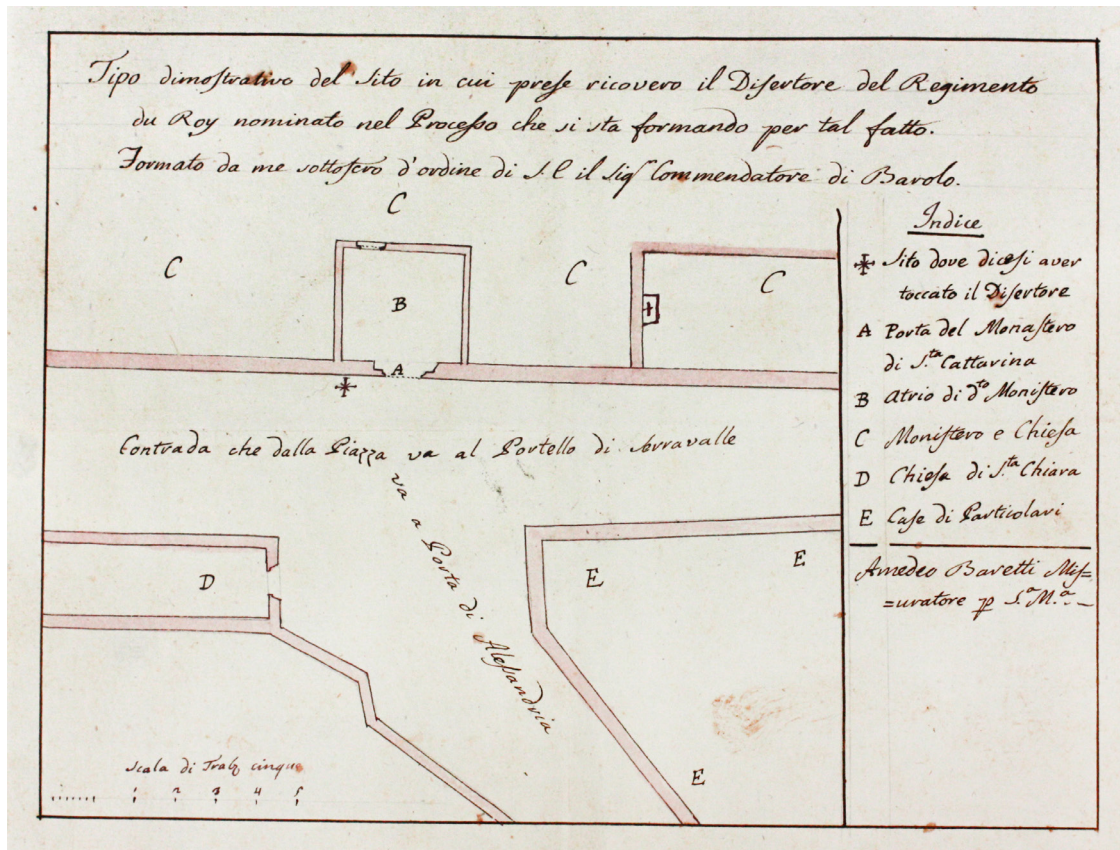 Tipo dimostrativo del Sito in cui prese ricovero il Disertore del Regimento
du Roy nominato nel Processo che si sta formando per tal fatto.
Formato da me sottoscro d'ordine di S. E il Sigr Commendatore di Barolo.
C
C
C
C
B
A
Contrada che dalla Piazza va al Portello di Serravalle
va a Porta di Alessandria
D
E
E
E
Scala di Trab cinque
1 2 3 4 5
Indice
Sito dove dicesi aver
toccato il Disertore
A Porta del Monastero
di S.ta Cattarina
B Atrio di d.to Monistero
C Monistero e Chiesa
D Chiesa di S.ta Chiara
E Case di Particolari
Amedeo Baretti Mis=
=uratore p S.a M.a